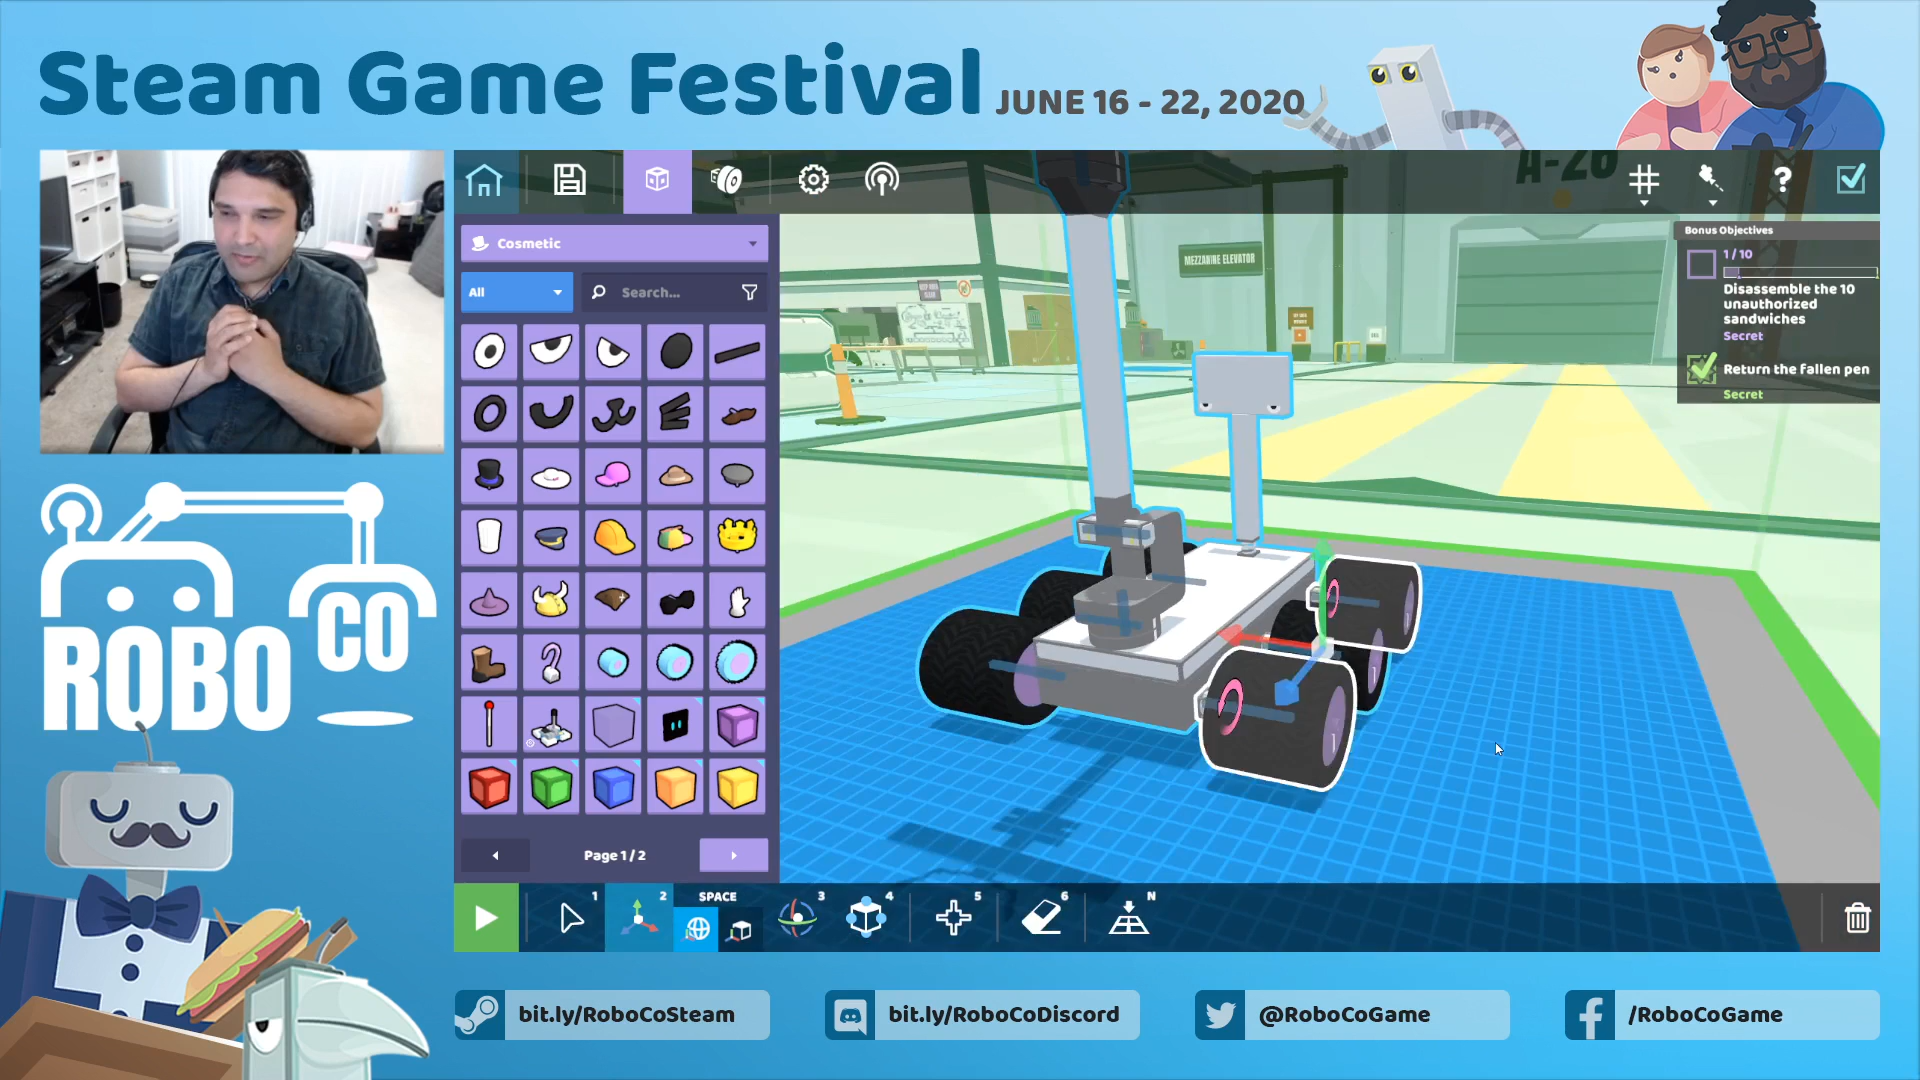 Steam Game Festival JUNE 16 - 22, 2020
A-26
Cosmetic
All
Search...
MEZZANINE ELEVATOR
Bonus Objectives
1 / 10
Disassemble the 10
unauthorized
sandwiches
Secret
Return the fallen pen
Secret
ROBO
CO
Page 1 / 2
1
2
SPACE
3
4
5
6
N
bit.ly/RoboCoSteam
bit.ly/RoboCoDiscord
@RoboCoGame
/RoboCoGame